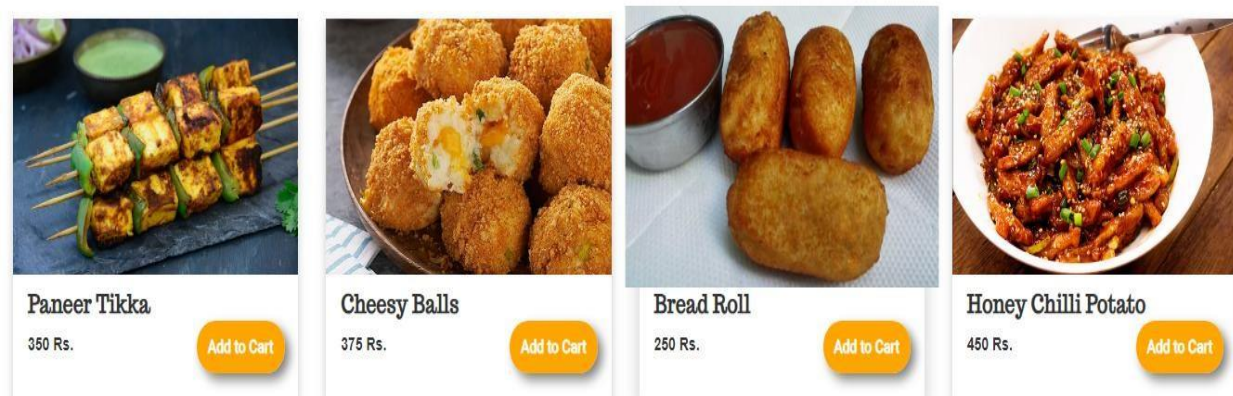 Paneer Tikka
350 Rs.
Add to Cart
Cheesy Balls
375 Rs.
Add to Cart
Bread Roll
250 Rs.
Add to Cart
Honey Chilli Potato
450 Rs.
Add to Cart